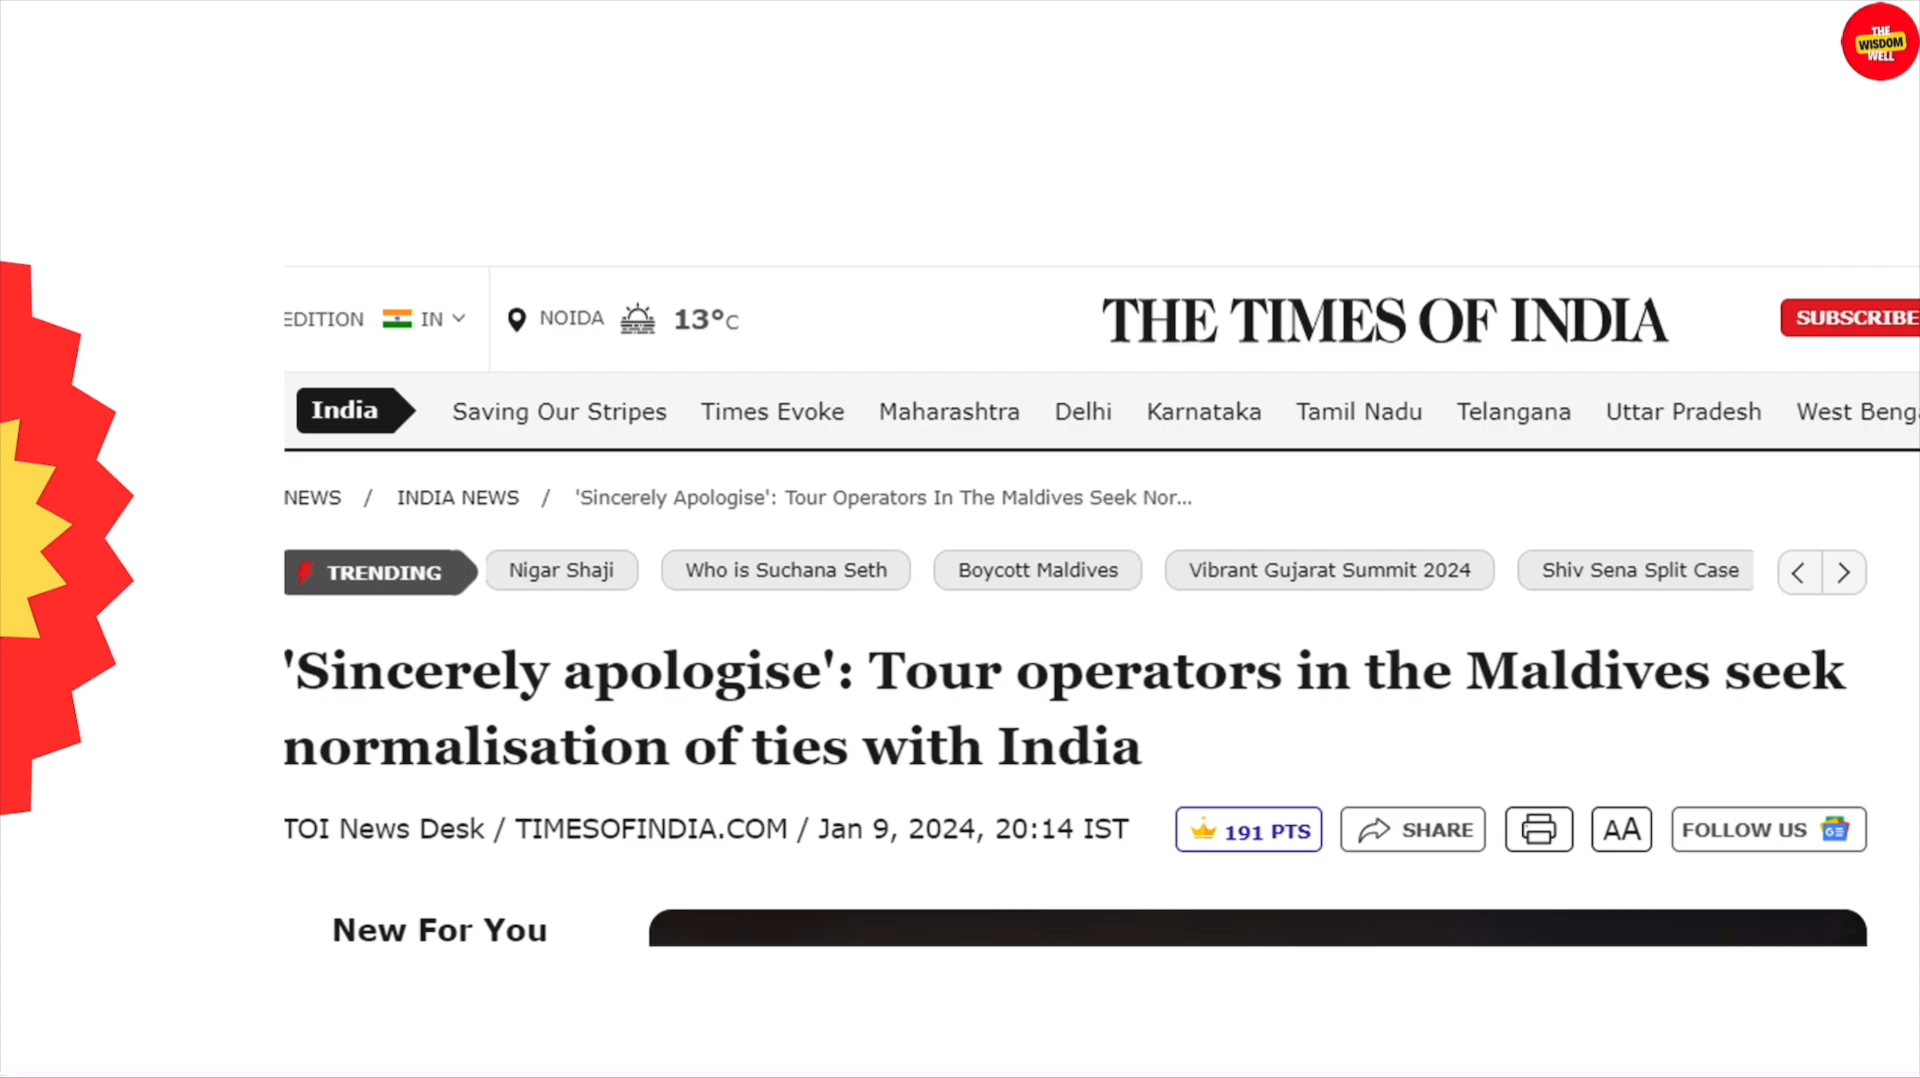 THE
WISDOM
WELL
EDITION IN NOIDA 13°C THE TIMES OF INDIA SUBSCRIBE
India Saving Our Stripes Times Evoke Maharashtra Delhi Karnataka Tamil Nadu Telangana Uttar Pradesh West Beng
NEWS / INDIA NEWS / 'Sincerely Apologise': Tour Operators In The Maldives Seek Nor...
TRENDING Nigar Shaji Who is Suchana Seth Boycott Maldives Vibrant Gujarat Summit 2024 Shiv Sena Split Case
'Sincerely apologise': Tour operators in the Maldives seek
normalisation of ties with India
TOI News Desk / TIMESOFINDIA.COM / Jan 9, 2024, 20:14 IST 191 PTS SHARE AA FOLLOW US
New For You